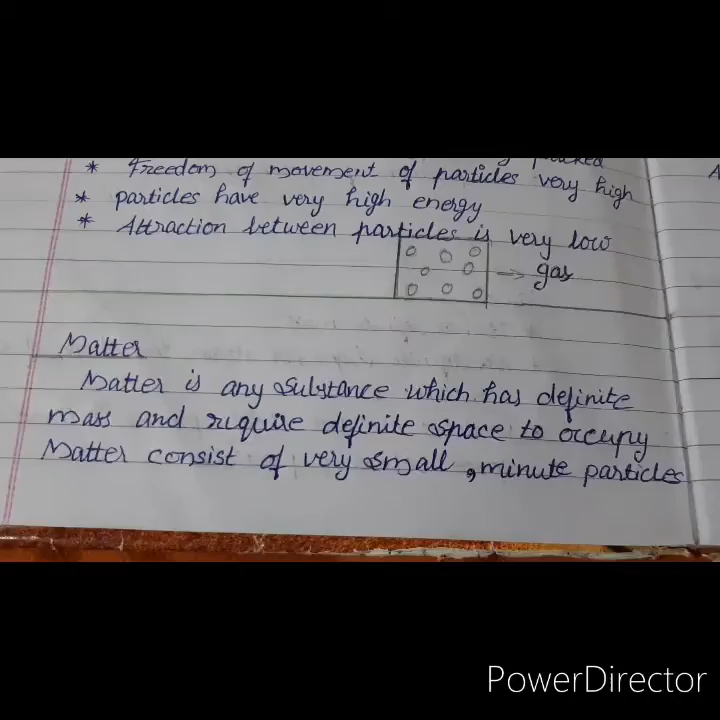 * Freedom of movement of particles very high
* particles have very high energy
* Attraction between particles is very low
→ gas
Matter
Matter is any substance which has definite
mass and require definite space to occupy
Matter consist of very small, minute particles
PowerDirector